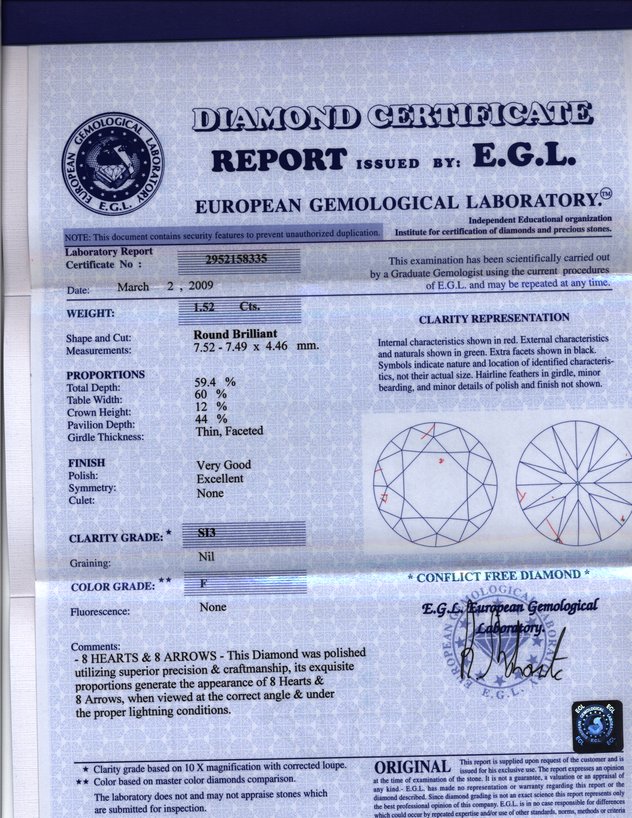 EUROPEAN GEMOLOGICAL LABORATORY
E.G.L.
DIAMOND CERTIFICATE
REPORT ISSUED BY: E.G.L.
EUROPEAN GEMOLOGICAL LABORATORY.™
Independent Educational organization
Institute for certification of diamonds and precious stones.
NOTE: This document contains security features to prevent unauthorized duplication.
Laboratory Report
Certificate No : 2952158335
Date: March 2 , 2009
This examination has been scientifically carried out
by a Graduate Gemologist using the current procedures
of E.G.L. and may be repeated at any time.
WEIGHT: 1.52 Cts.
Shape and Cut: Round Brilliant
Measurements: 7.52 - 7.49 x 4.46 mm.
PROPORTIONS
Total Depth: 59.4 %
Table Width: 60 %
Crown Height: 12 %
Pavilion Depth: 44 %
Girdle Thickness: Thin, Faceted
FINISH
Polish: Very Good
Symmetry: Excellent
Culet: None
CLARITY GRADE: * SI3
Graining: Nil
COLOR GRADE: ** F
Fluorescence: None
Comments:
- 8 HEARTS & 8 ARROWS - This Diamond was polished
utilizing superior precision & craftmanship, its exquisite
proportions generate the appearance of 8 Hearts &
8 Arrows, when viewed at the correct angle & under
the proper lightning conditions.
CLARITY REPRESENTATION
Internal characteristics shown in red. External characteristics
and naturals shown in green. Extra facets shown in black.
Symbols indicate nature and location of identified characteris-
tics, not their actual size. Hairline feathers in girdle, minor
bearding, and minor details of polish and finish not shown.
* CONFLICT FREE DIAMOND *
E.G.L. European Gemological
Laboratory.
E.G.L.
EGL
★ Clarity grade based on 10 X magnification with corrected loupe.
★★ Color based on master color diamonds comparison.
The laboratory does not and may not appraise stones which
are submitted for inspection.
ORIGINAL This report is supplied upon request of the customer and is
issued for his exclusive use. The report expresses an opinion
at the time of examination of the stone. It is not a guarantee, a valuation or an appraisal of
any kind.- E.G.L. has made no representation or warranty regarding this report or the
diamond described. Since diamond grading is not an exact science this report represents only
the best professional opinion of this company. E.G.L. is in no case responsible for differences
which could occur by repeated expertise and/or use of other standards, norms, methods or criteria